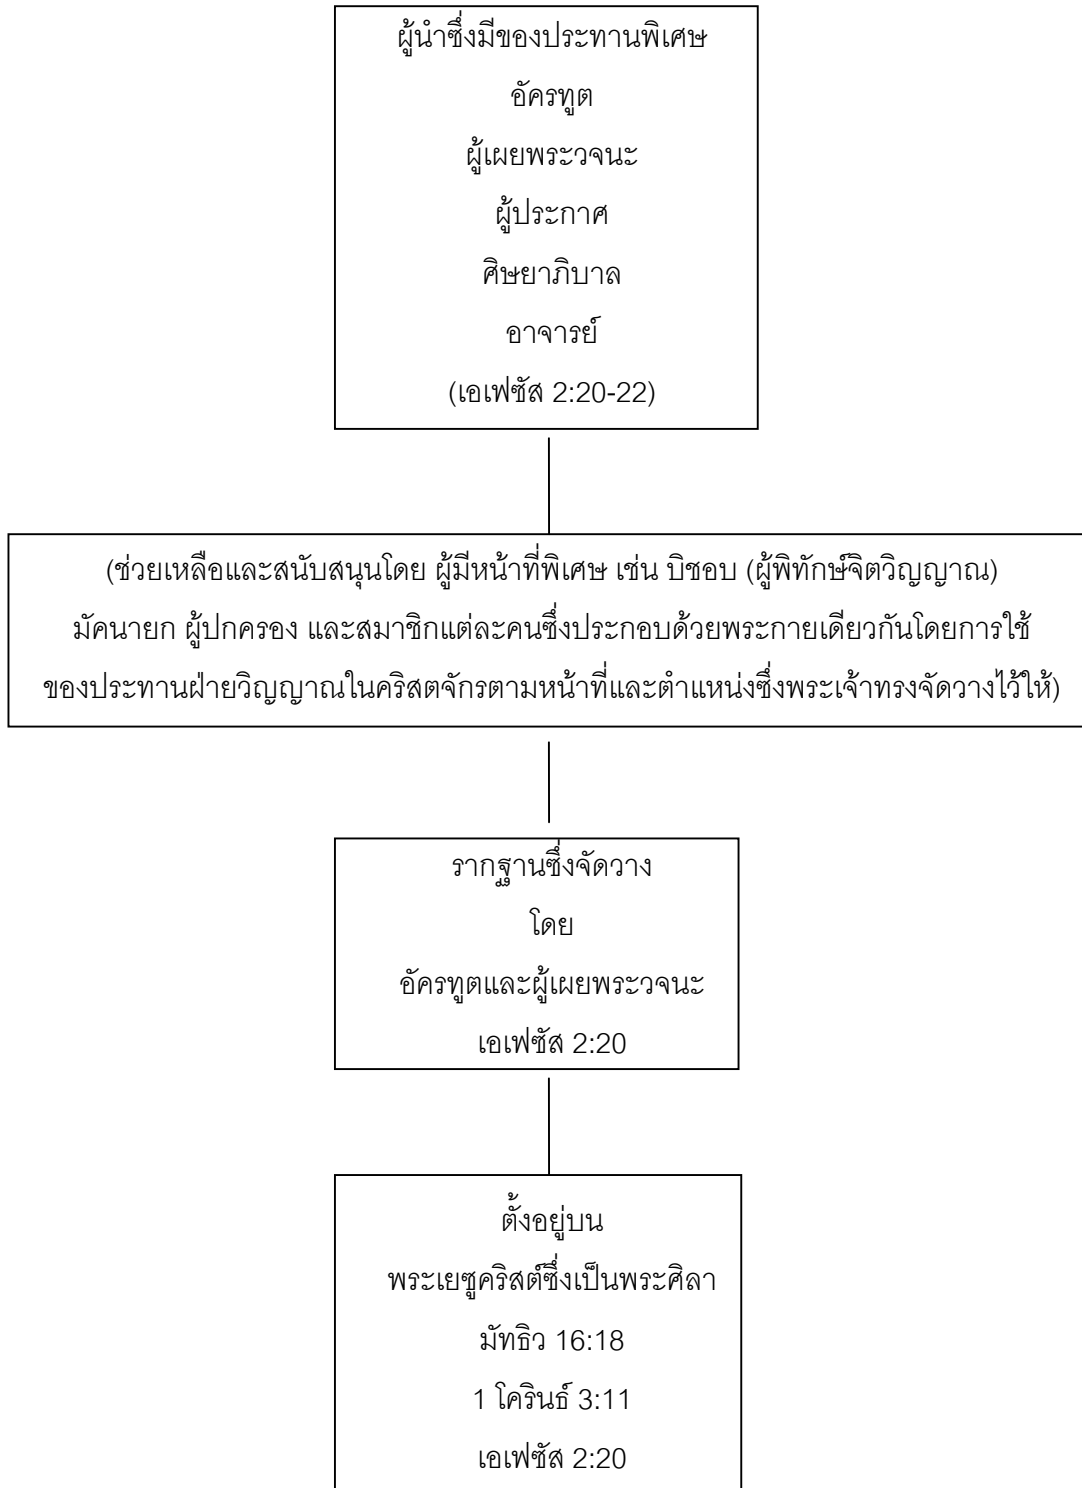 ผู้นำซึ่งมีของประทานพิเศษ
อัครทูต
ผู้เผยพระวจนะ
ผู้ประกาศ
ศิษยาภิบาล
อาจารย์
(เอเฟซัส 2:20-22)
(ช่วยเหลือและสนับสนุนโดย ผู้มีหน้าที่พิเศษ เช่น บิชอบ (ผู้พิทักษ์จิตวิญญาณ)
มัคนายก ผู้ปกครอง และสมาชิกแต่ละคนซึ่งประกอบด้วยพระกายเดียวกันโดยการใช้
ของประทานฝ่ายวิญญาณในคริสตจักรตามหน้าที่และตำแหน่งซึ่งพระเจ้าทรงจัดวางไว้ให้)
รากฐานซึ่งจัดวาง
โดย
อัครทูตและผู้เผยพระวจนะ
เอเฟซัส 2:20
ตั้งอยู่บน
พระเยซูคริสต์ซึ่งเป็นพระศิลา
มัทธิว 16:18
1 โครินธ์ 3:11
เอเฟซัส 2:20